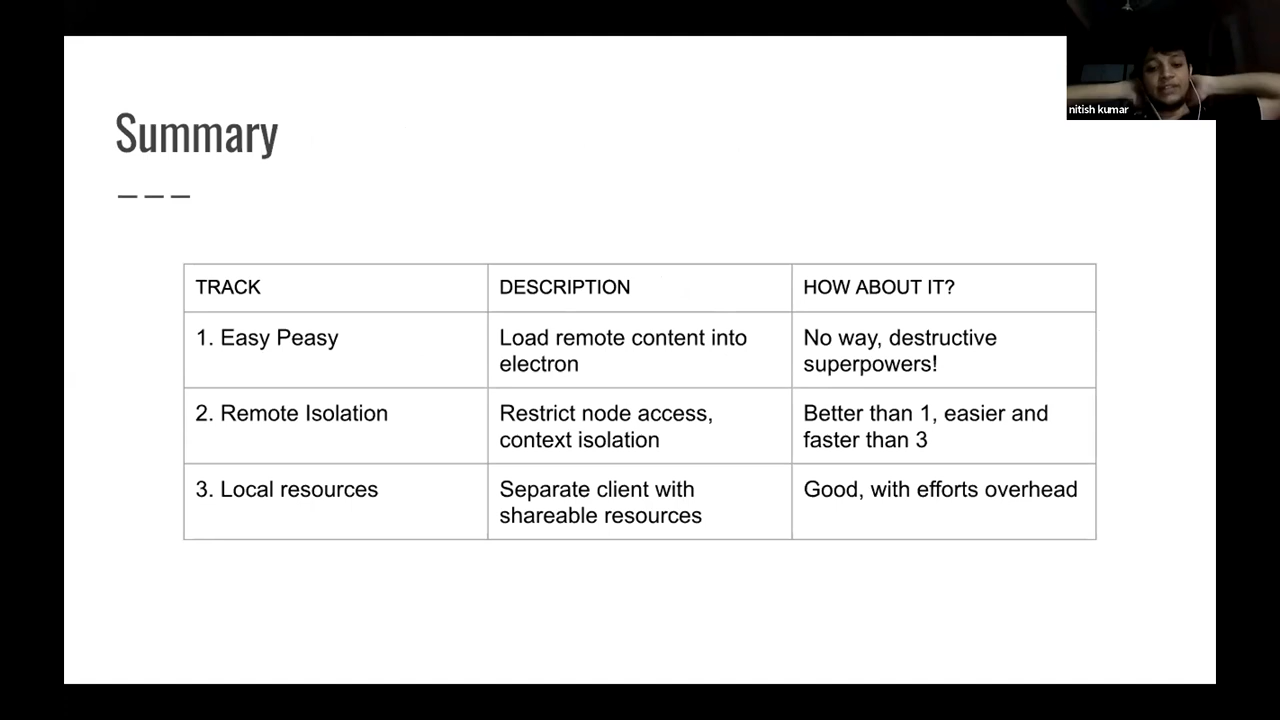 nitish kumar
Summary
TRACK
DESCRIPTION
HOW ABOUT IT?
1. Easy Peasy
Load remote content into
electron
No way, destructive
superpowers!
2. Remote Isolation
Restrict node access,
context isolation
Better than 1, easier and
faster than 3
3. Local resources
Separate client with
shareable resources
Good, with efforts overhead